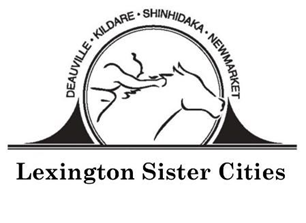 DEAUVILLE • KILDARE • SHINHIDAKA • NEWMARKET
Lexington Sister Cities